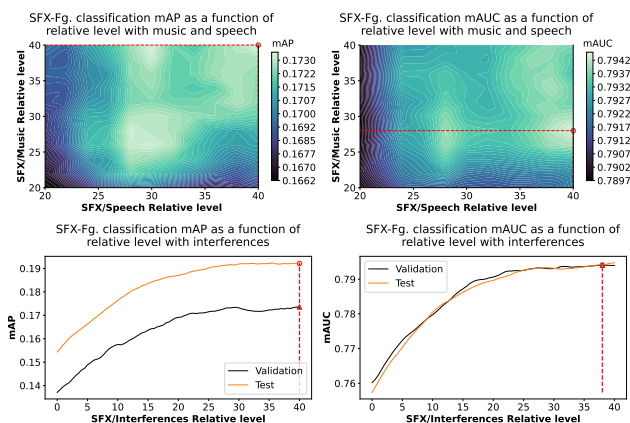 SFX-Fg. classification mAP as a function of
relative level with music and speech
mAP
40
35
30
25
20
SFX/Music Relative level
20 25 30 35 40
SFX/Speech Relative level
0.1730
0.1722
0.1715
0.1707
0.1700
0.1692
0.1685
0.1677
0.1670
0.1662
SFX-Fg. classification mAUC as a function of
relative level with music and speech
mAUC
40
35
30
25
20
SFX/Music Relative level
20 25 30 35 40
SFX/Speech Relative level
0.7942
0.7937
0.7932
0.7927
0.7922
0.7917
0.7912
0.7907
0.7902
0.7897
SFX-Fg. classification mAP as a function of
relative level with interferences
0.19
0.17
0.15
0.14
mAP
Validation
Test
0 5 10 15 20 25 30 35 40
SFX/Interferences Relative level
SFX-Fg. classification mAUC as a function of
relative level with interferences
0.79
0.77
0.76
mAUC
Validation
Test
0 5 10 15 20 25 30 35 40
SFX/Interferences Relative level